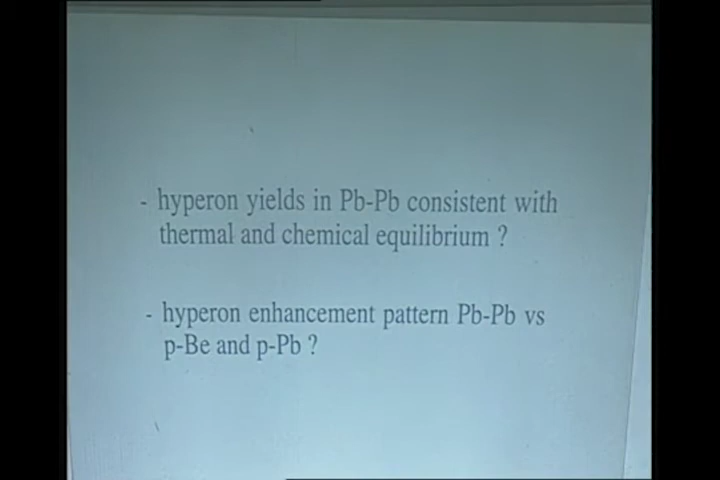 - hyperon yields in Pb-Pb consistent with
thermal and chemical equilibrium ?
- hyperon enhancement pattern Pb-Pb vs
p-Be and p-Pb ?